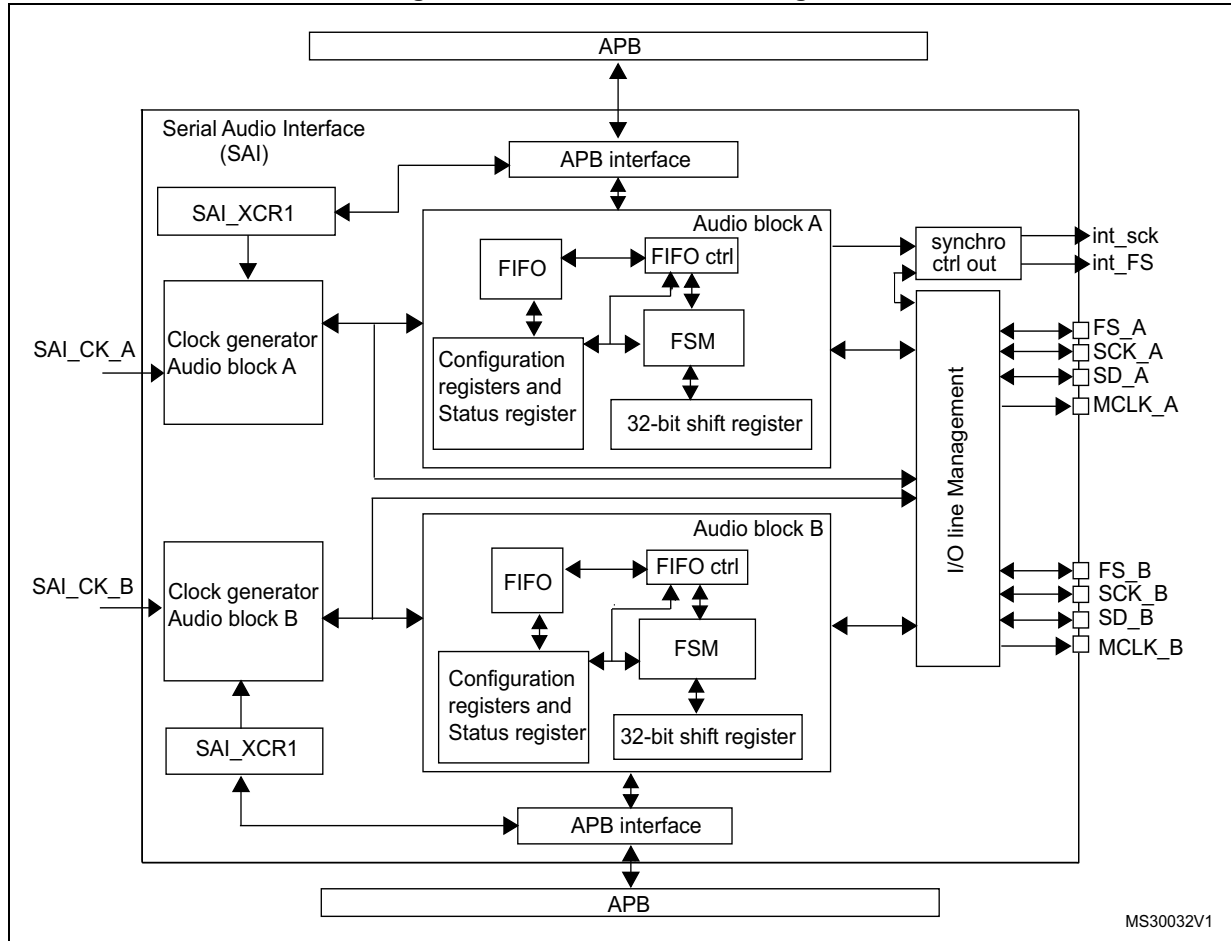 APB
Serial Audio Interface
(SAI)
APB interface
SAI_XCR1
Audio block A
FIFO
FIFO ctrl
synchro
ctrl out
int_sck
int_FS
Clock generator
Audio block A
SAI_CK_A
Configuration
registers and
Status register
FSM
32-bit shift register
I/O line Management
FS_A
SCK_A
SD_A
MCLK_A
Audio block B
FIFO
FIFO ctrl
SAI_CK_B
Clock generator
Audio block B
Configuration
registers and
Status register
FSM
32-bit shift register
FS_B
SCK_B
SD_B
MCLK_B
SAI_XCR1
APB interface
APB
MS30032V1